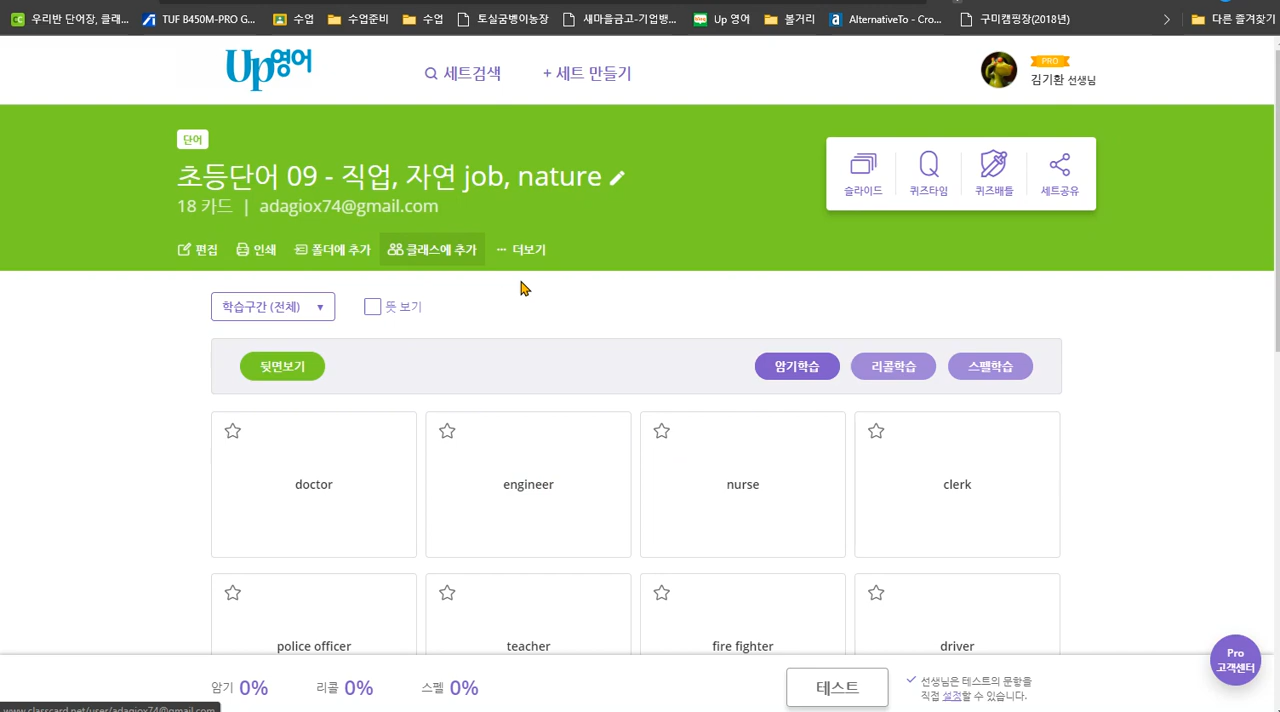 우리반 단어장, 클래... TUF B450M-PRO G... 수업 수업준비 수업 토실굼벵이농장 새마을금고-기업뱅... Up 영어 볼거리 AlternativeTo - Cro... 구미캠핑장(2018년) 다른 즐겨찾기
Up영어 세트검색 + 세트 만들기 PRO
김기환 선생님
단어
초등단어 09 - 직업, 자연 job, nature
18 카드 | adagiox74@gmail.com
슬라이드 퀴즈타임 퀴즈배틀 세트공유
편집 인쇄 폴더에 추가 클래스에 추가 ··· 더보기
학습구간 (전체) ▼ 뜻 보기
뒷면보기 암기학습 리콜학습 스펠학습
doctor engineer nurse clerk
police officer teacher fire fighter driver
Pro
고객센터
암기 0% 리콜 0% 스펠 0% 테스트
선생님은 테스트의 문항을
직접 설정할 수 있습니다.
www.classcard.net/user/adagiox74@gmail.com